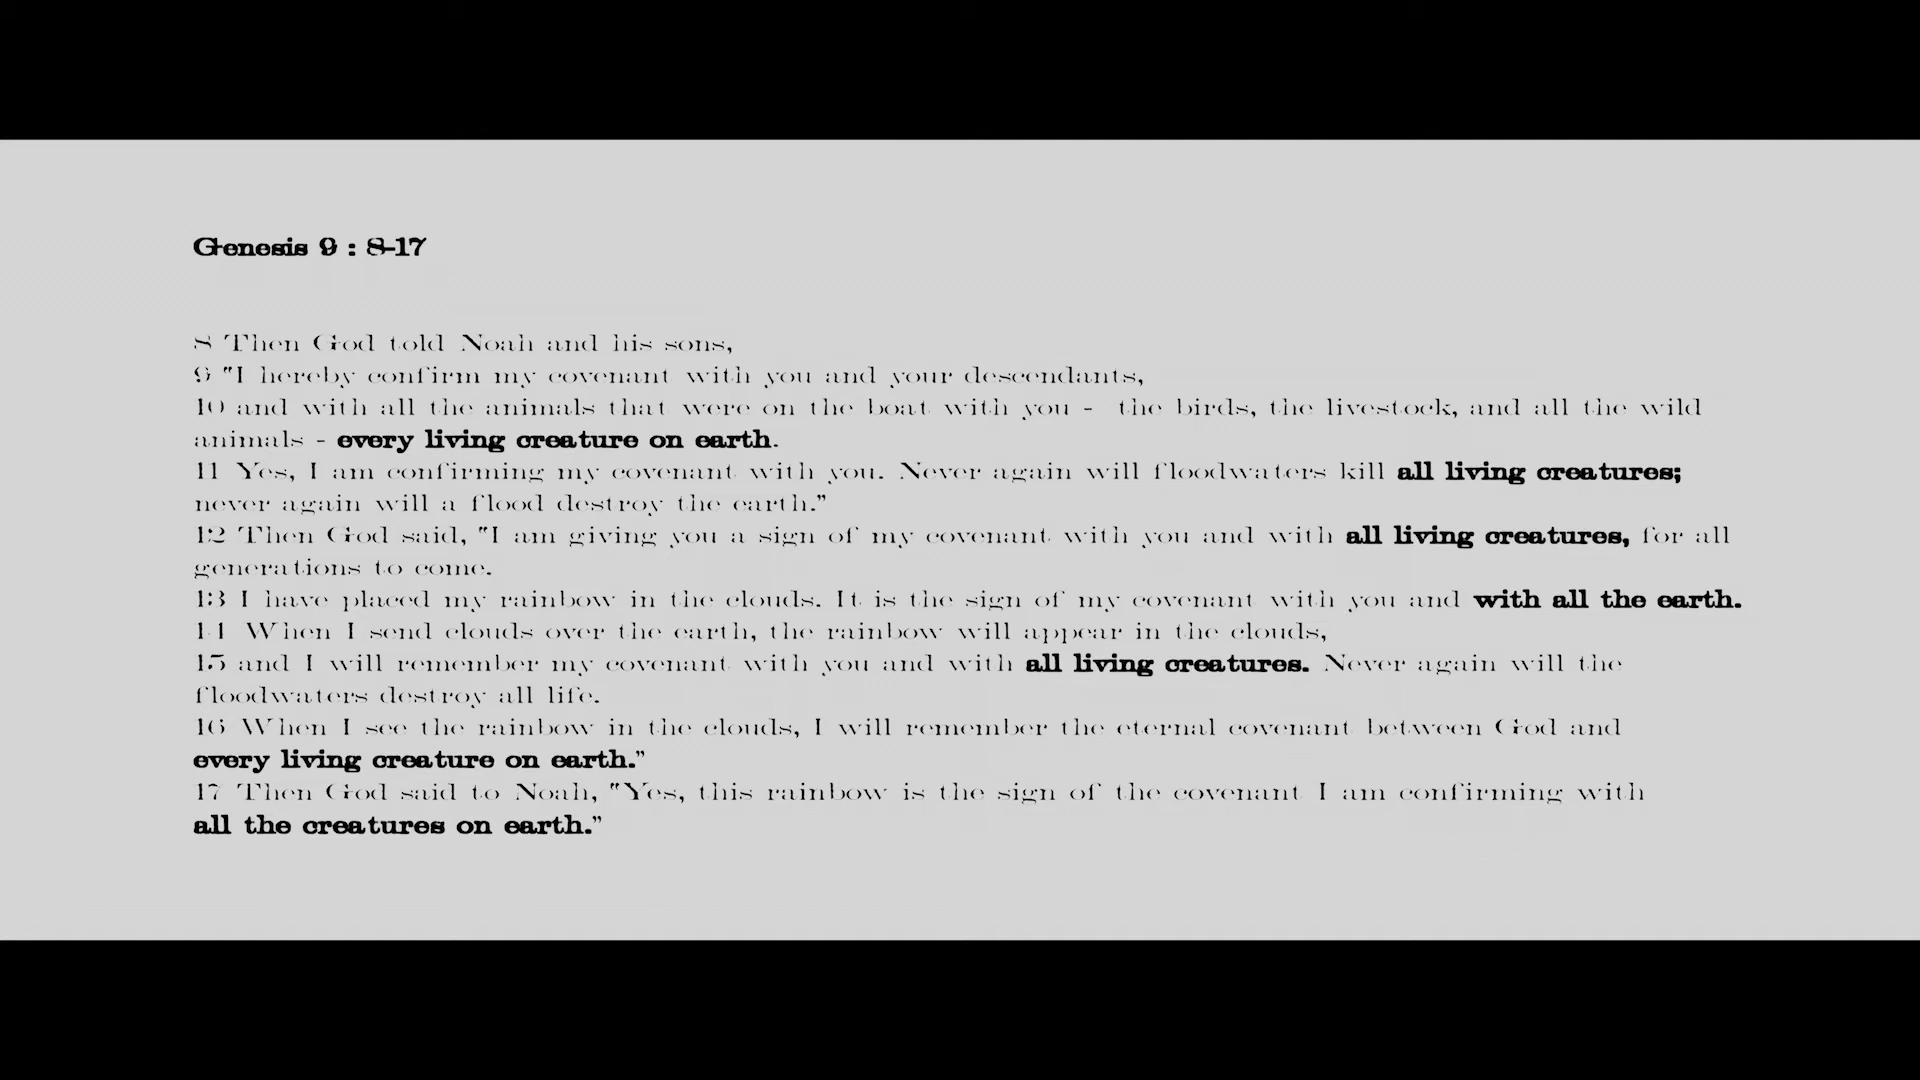 Genesis 9 : 8-17
8 Then God told Noah and his sons,
9 "I hereby confirm my covenant with you and your descendants,
10 and with all the animals that were on the boat with you - the birds, the livestock, and all the wild
animals - every living creature on earth.
11 Yes, I am confirming my covenant with you. Never again will floodwaters kill all living creatures;
never again will a flood destroy the earth.”
12 Then God said, "I am giving you a sign of my covenant with you and with all living creatures, for all
generations to come.
13 I have placed my rainbow in the clouds. It is the sign of my covenant with you and with all the earth.
14 When I send clouds over the earth, the rainbow will appear in the clouds,
15 and I will remember my covenant with you and with all living creatures. Never again will the
floodwaters destroy all life.
16 When I see the rainbow in the clouds, I will remember the eternal covenant between God and
every living creature on earth.”
17 Then God said to Noah, "Yes, this rainbow is the sign of the covenant I am confirming with
all the creatures on earth.”